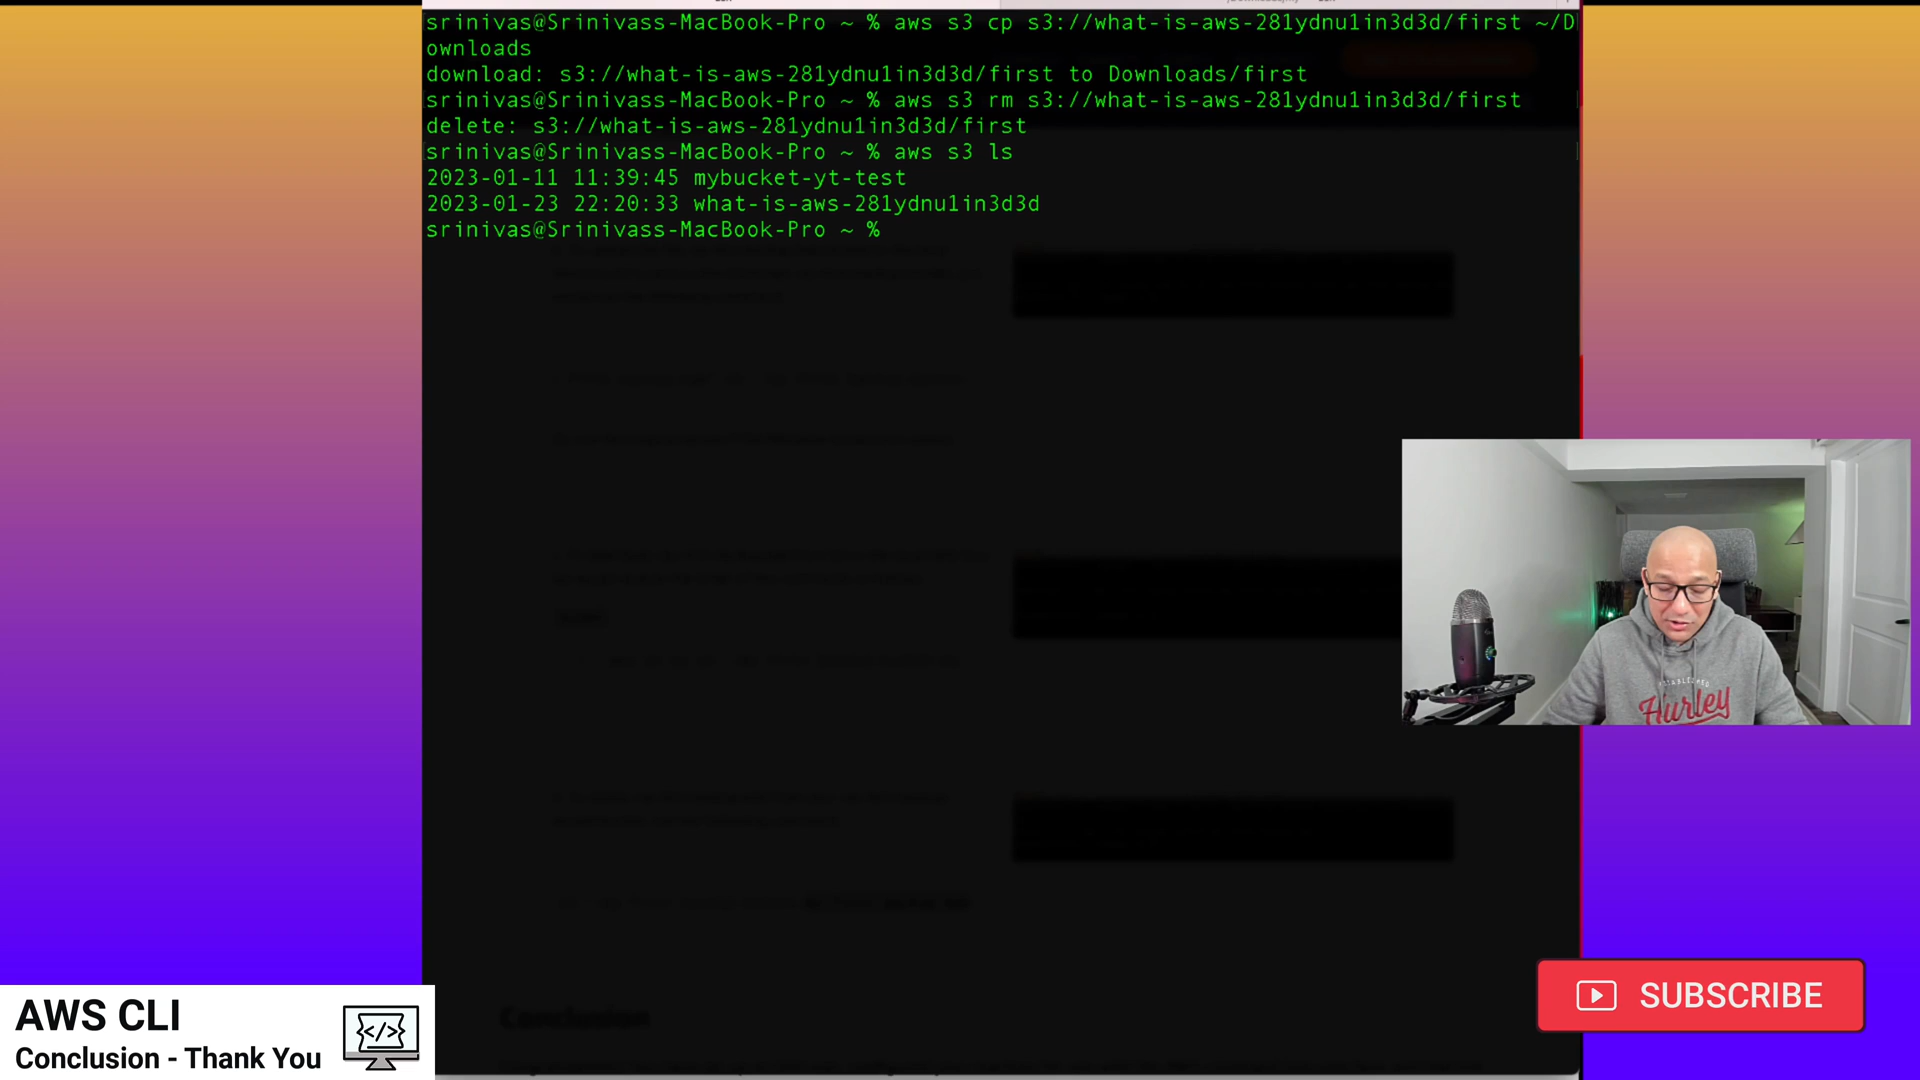 srinivas@Srinivass-MacBook-Pro ~ % aws s3 cp s3://what-is-aws-281ydnu1in3d3d/first ~/D
ownloads
download: s3://what-is-aws-281ydnu1in3d3d/first to Downloads/first
srinivas@Srinivass-MacBook-Pro ~ % aws s3 rm s3://what-is-aws-281ydnu1in3d3d/first
delete: s3://what-is-aws-281ydnu1in3d3d/first
srinivas@Srinivass-MacBook-Pro ~ % aws s3 ls
2023-01-11 11:39:45 mybucket-yt-test
2023-01-23 22:20:33 what-is-aws-281ydnu1in3d3d
srinivas@Srinivass-MacBook-Pro ~ %
Hurley
Conclusion
SUBSCRIBE
AWS CLI
</>
Conclusion - Thank You